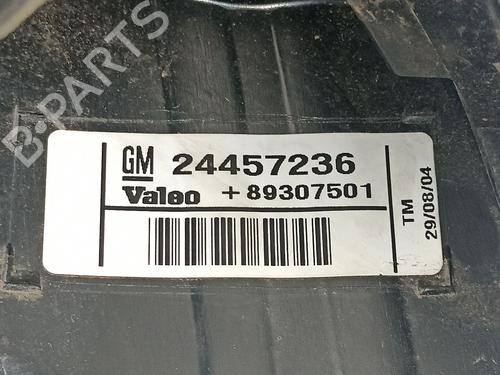 B-PARTS
GM 24457236
Valeo +89307501
TM
29/08/04